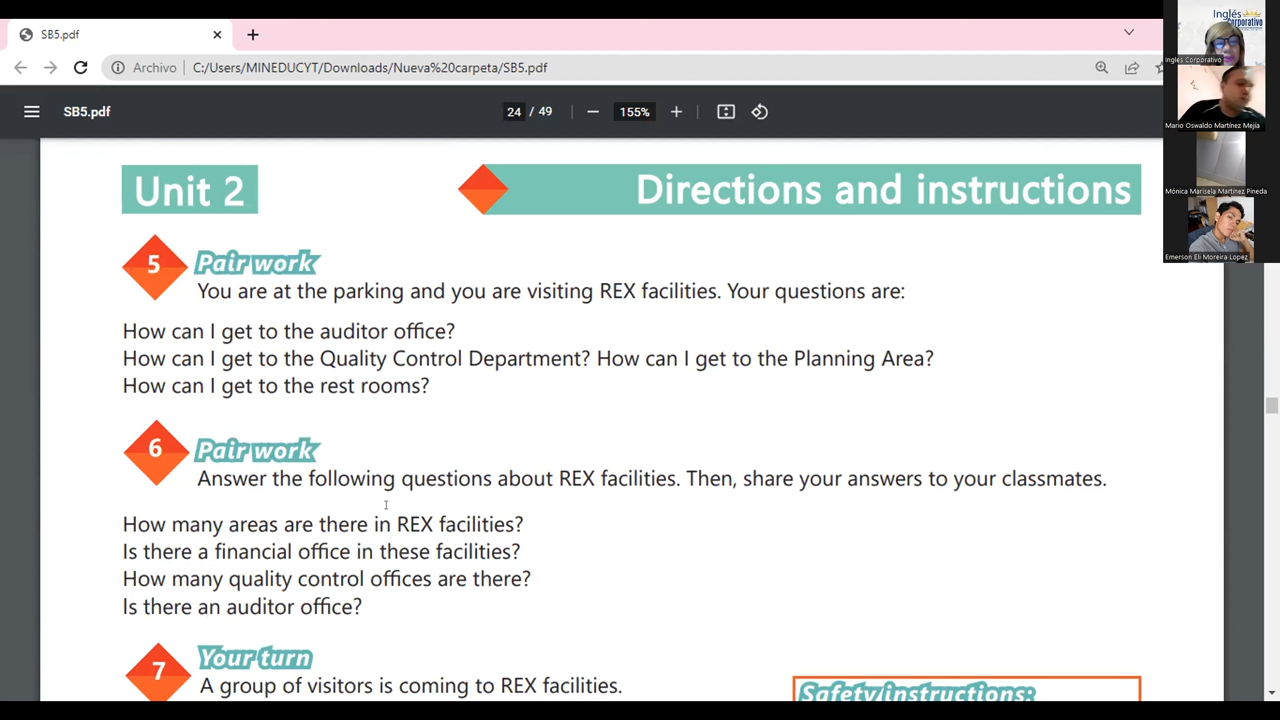 SB5.pdf
Archivo
C:/Users/MINEDUCYT/Downloads/Nueva%20carpeta/SB5.pdf
SB5.pdf
24 / 49
155%
Unit 2
Directions and instructions
5
Pair work
You are at the parking and you are visiting REX facilities. Your questions are:
How can I get to the auditor office?
How can I get to the Quality Control Department? How can I get to the Planning Area?
How can I get to the rest rooms?
6
Pair work
Answer the following questions about REX facilities. Then, share your answers to your classmates.
How many areas are there in REX facilities?
Is there a financial office in these facilities?
How many quality control offices are there?
Is there an auditor office?
7
Your turn
A group of visitors is coming to REX facilities.
Safety/instructions:
Inglés
Corporativo
Ingles Corporativo
Mario Oswaldo Martínez Mejía
Mónica Marisela Martínez Pineda
Emerson Eli Moreira Lopez